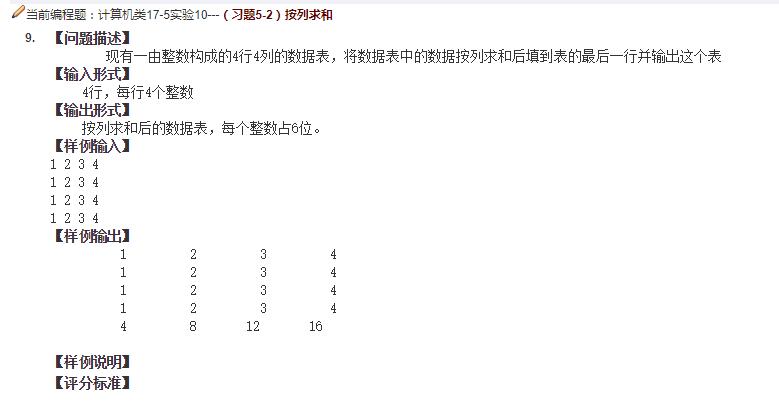 当前编程题：计算机类17-5实验10---（习题5-2）按列求和
9. 【问题描述】
现有一由整数构成的4行4列的数据表，将数据表中的数据按列求和后填到表的最后一行并输出这个表
【输入形式】
4行，每行4个整数
【输出形式】
按列求和后的数据表，每个整数占6位。
【样例输入】
1 2 3 4
1 2 3 4
1 2 3 4
1 2 3 4
【样例输出】
1 2 3 4
1 2 3 4
1 2 3 4
1 2 3 4
4 8 12 16
【样例说明】
【评分标准】